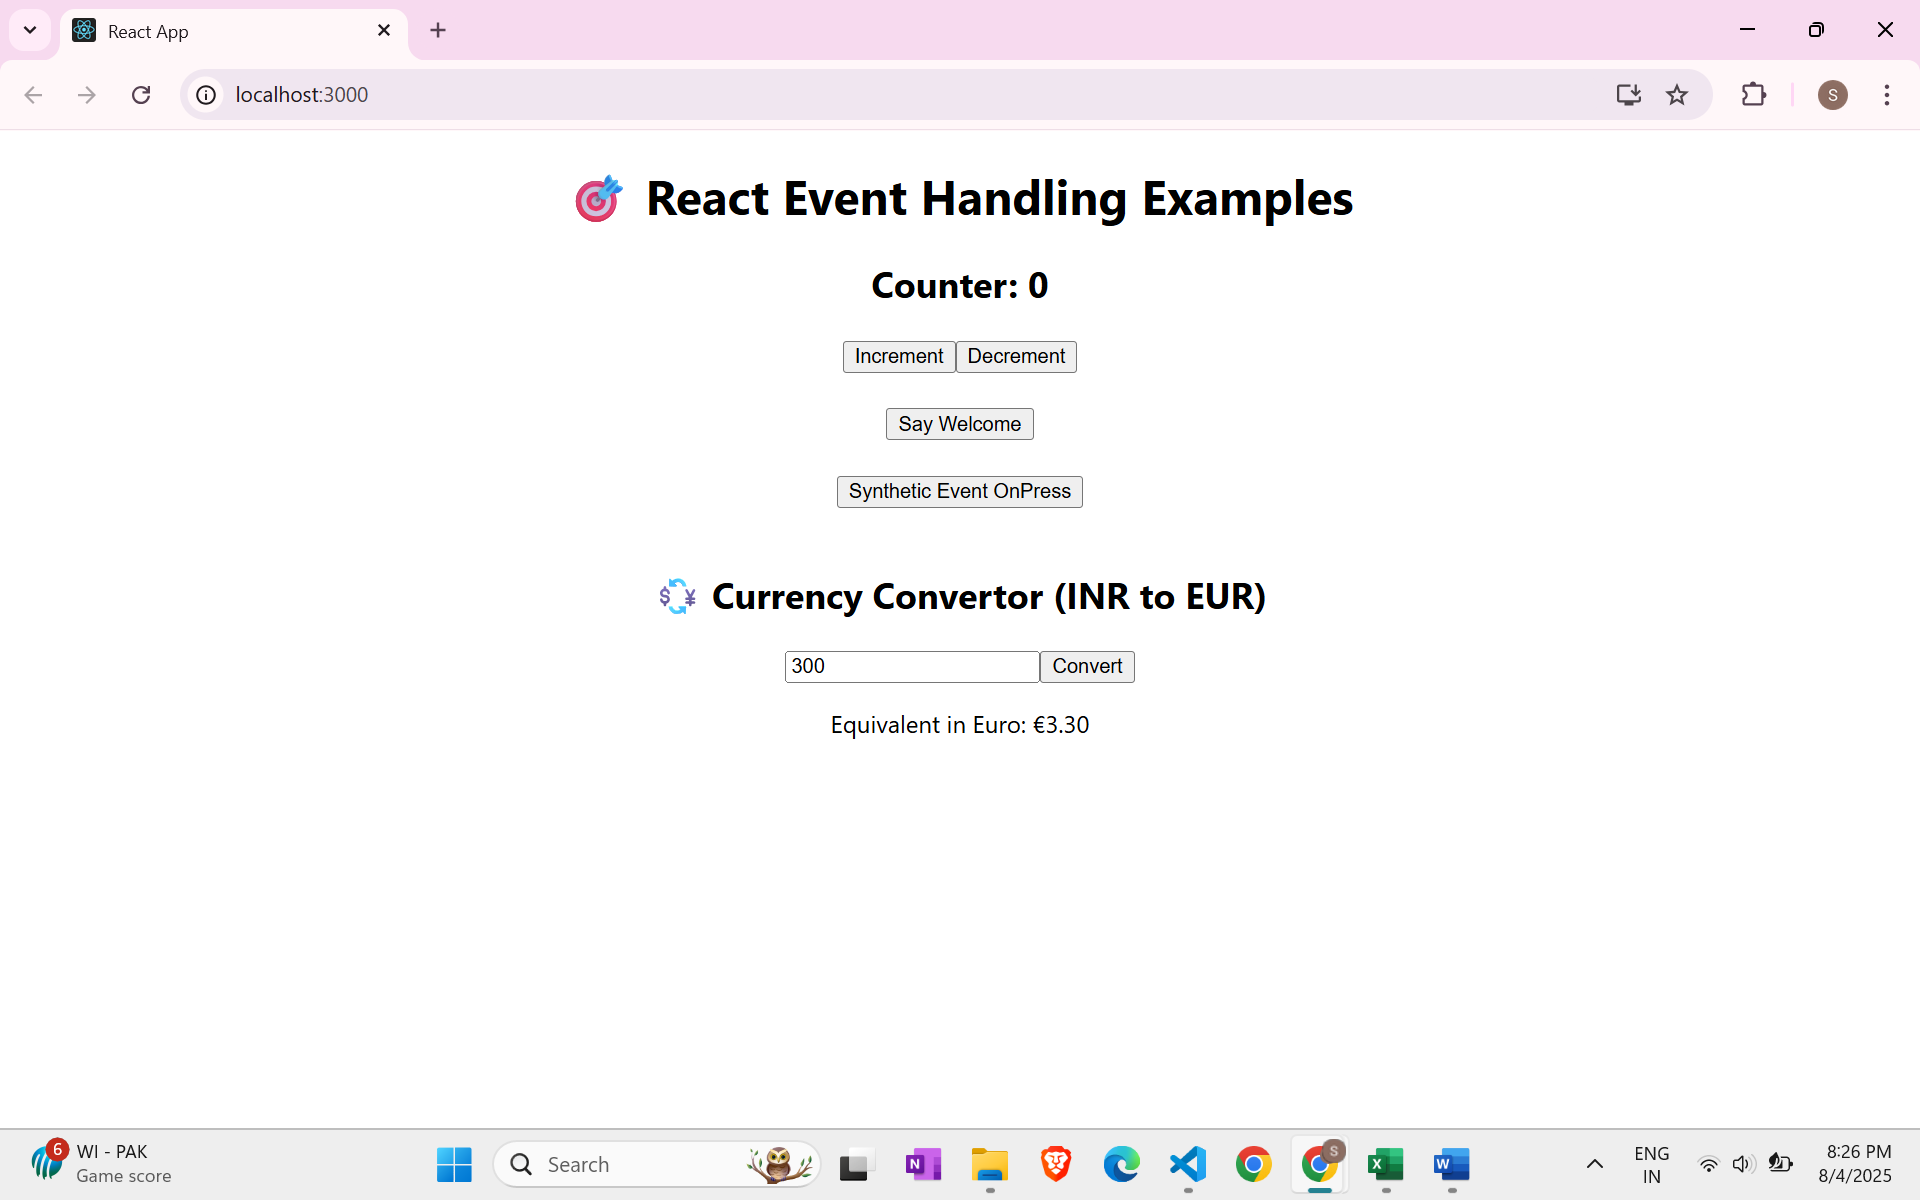 React App
localhost:3000
S
React Event Handling Examples
Counter: 0
Increment Decrement
Say Welcome
Synthetic Event OnPress
Currency Convertor (INR to EUR)
300 Convert
Equivalent in Euro: €3.30
6 WI - PAK
Game score
Search
N
S
X
W
ENG
IN
8:26 PM
8/4/2025